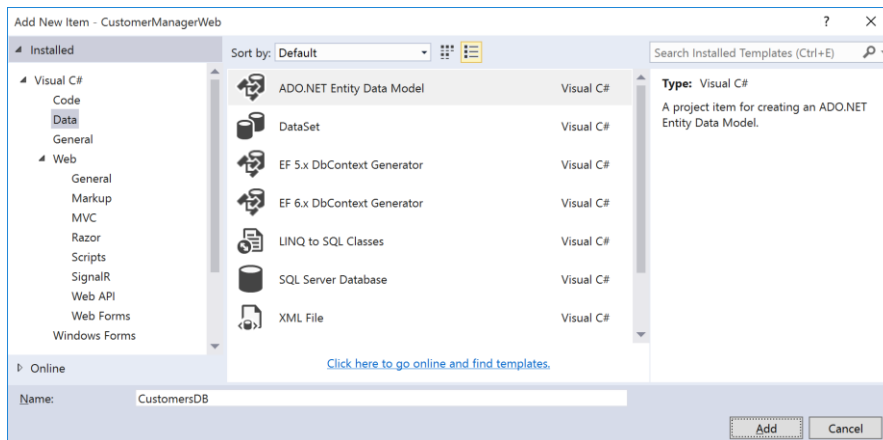 Add New Item - CustomerManagerWeb
?
Installed
Sort by: Default
Search Installed Templates (Ctrl+E)
Visual C#
Code
Data
General
Web
General
Markup
MVC
Razor
Scripts
SignalR
Web API
Web Forms
Windows Forms
Online
ADO.NET Entity Data Model Visual C#
DataSet Visual C#
EF 5.x DbContext Generator Visual C#
EF 6.x DbContext Generator Visual C#
LINQ to SQL Classes Visual C#
SQL Server Database Visual C#
XML File Visual C#
Click here to go online and find templates.
Type: Visual C#
A project item for creating an ADO.NET
Entity Data Model.
Name: CustomersDB
Add Cancel